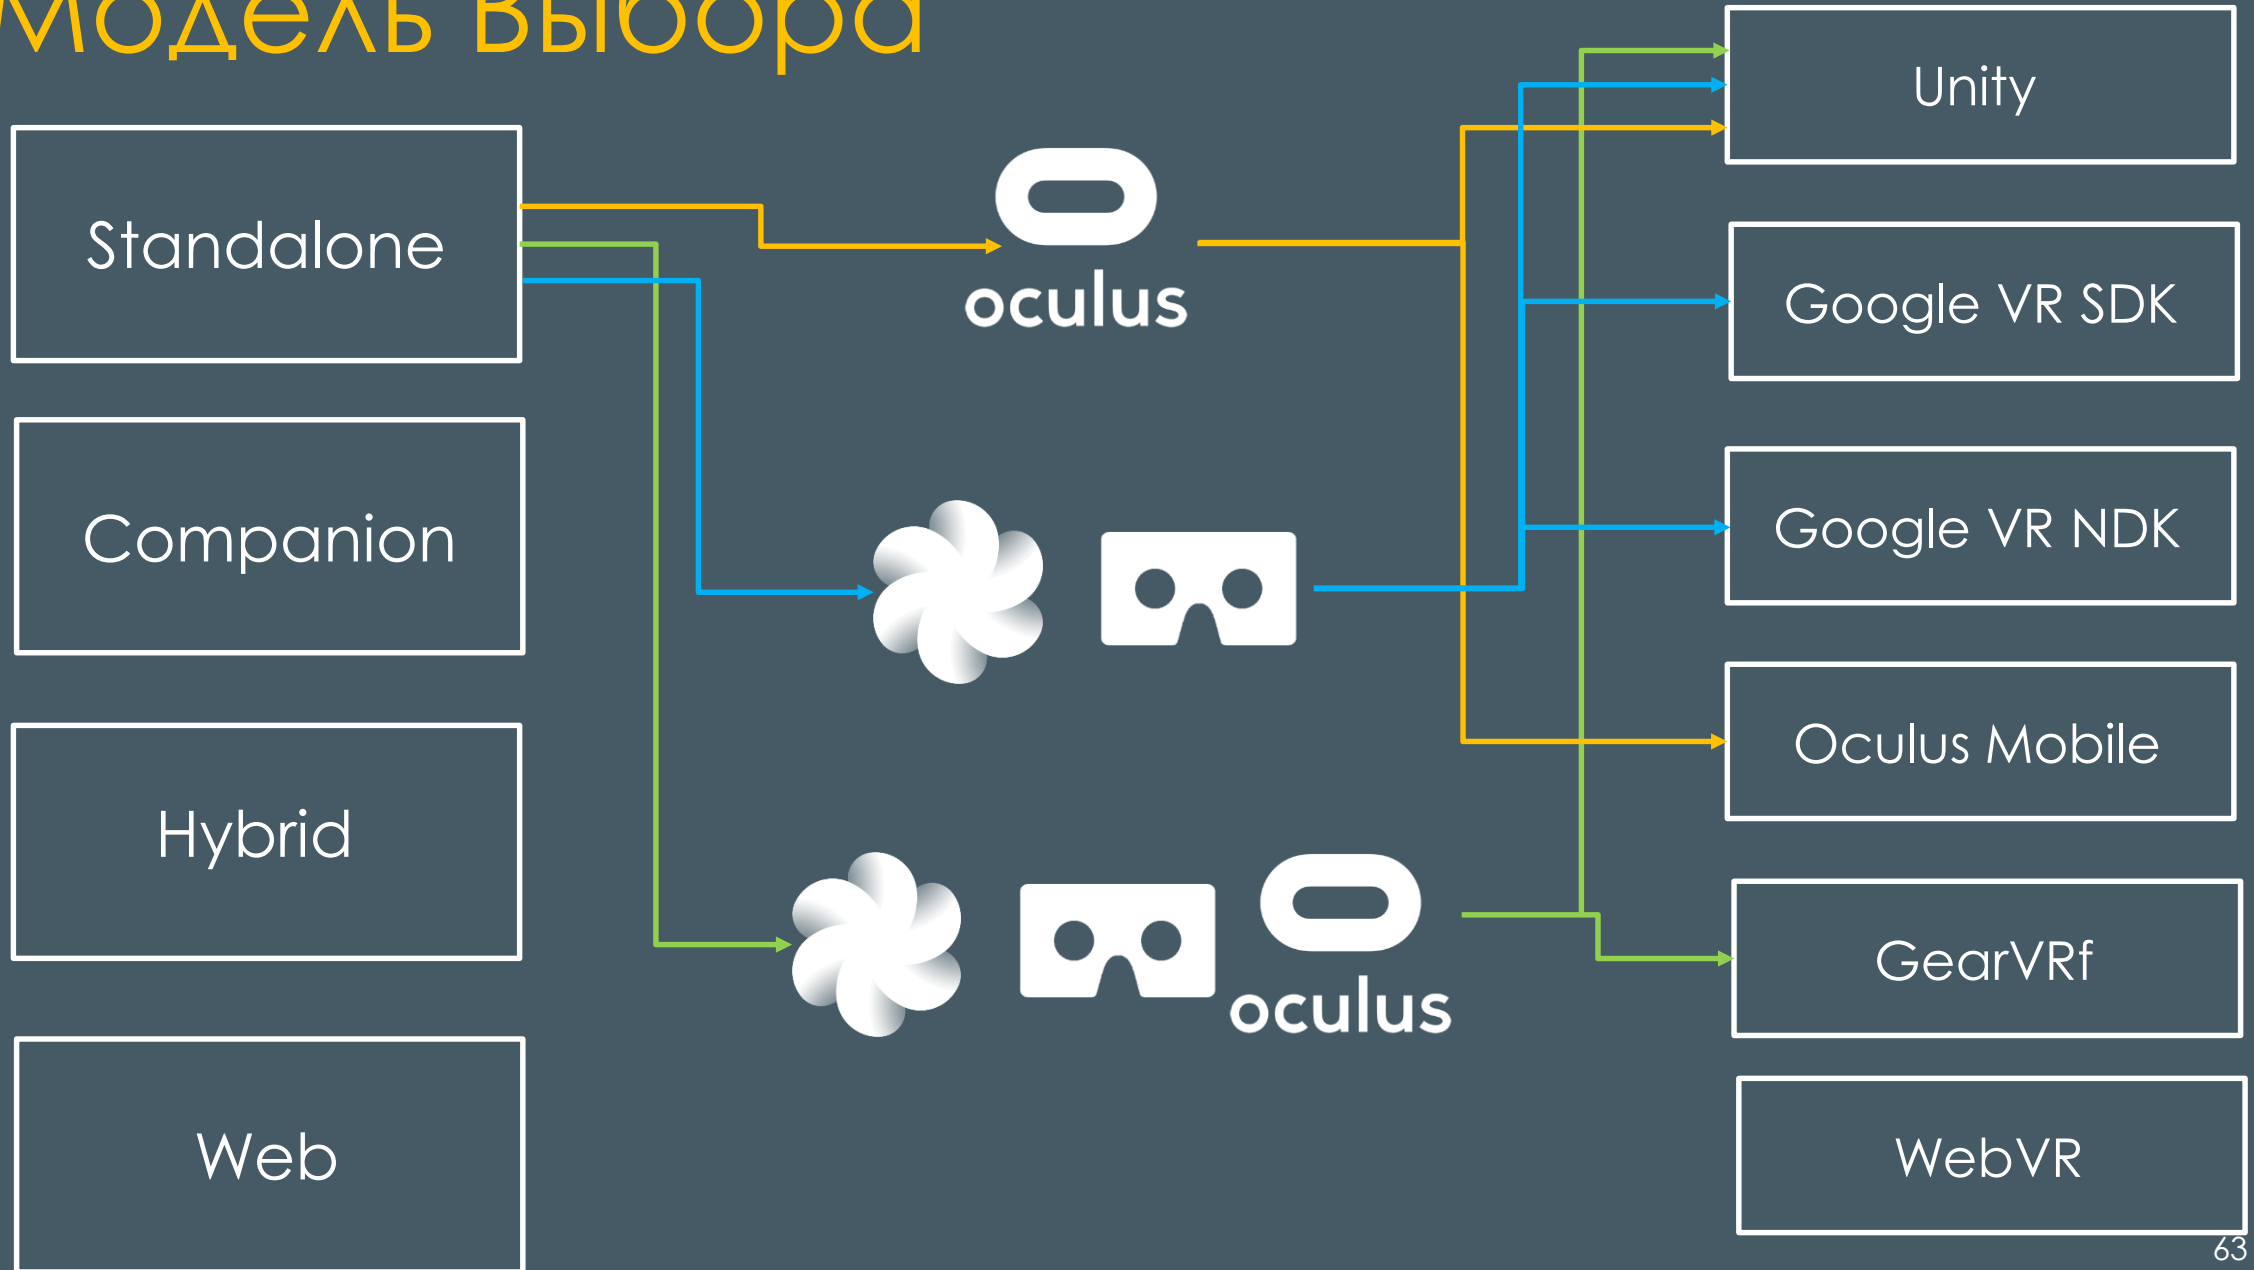 Модель Выбора
Standalone
Companion
Hybrid
Web
oculus
oculus
Unity
Google VR SDK
Google VR NDK
Oculus Mobile
GearVRf
WebVR
63